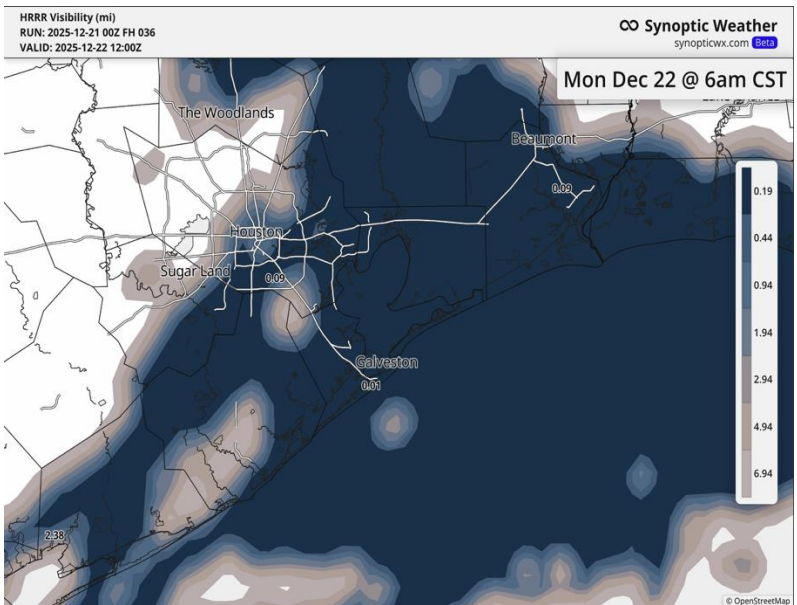 HRRR Visibility (mi)
RUN: 2025-12-21 00Z FH 036
VALID: 2025-12-22 12:00Z
Synoptic Weather
synopticwx.com Beta
Mon Dec 22 @ 6am CST
The Woodlands
Beaumont
0.09
Houston
Sugar Land
0.09
Galveston
0.01
2.38
0.19
0.44
0.94
1.94
2.94
4.94
6.94
© OpenStreetMap